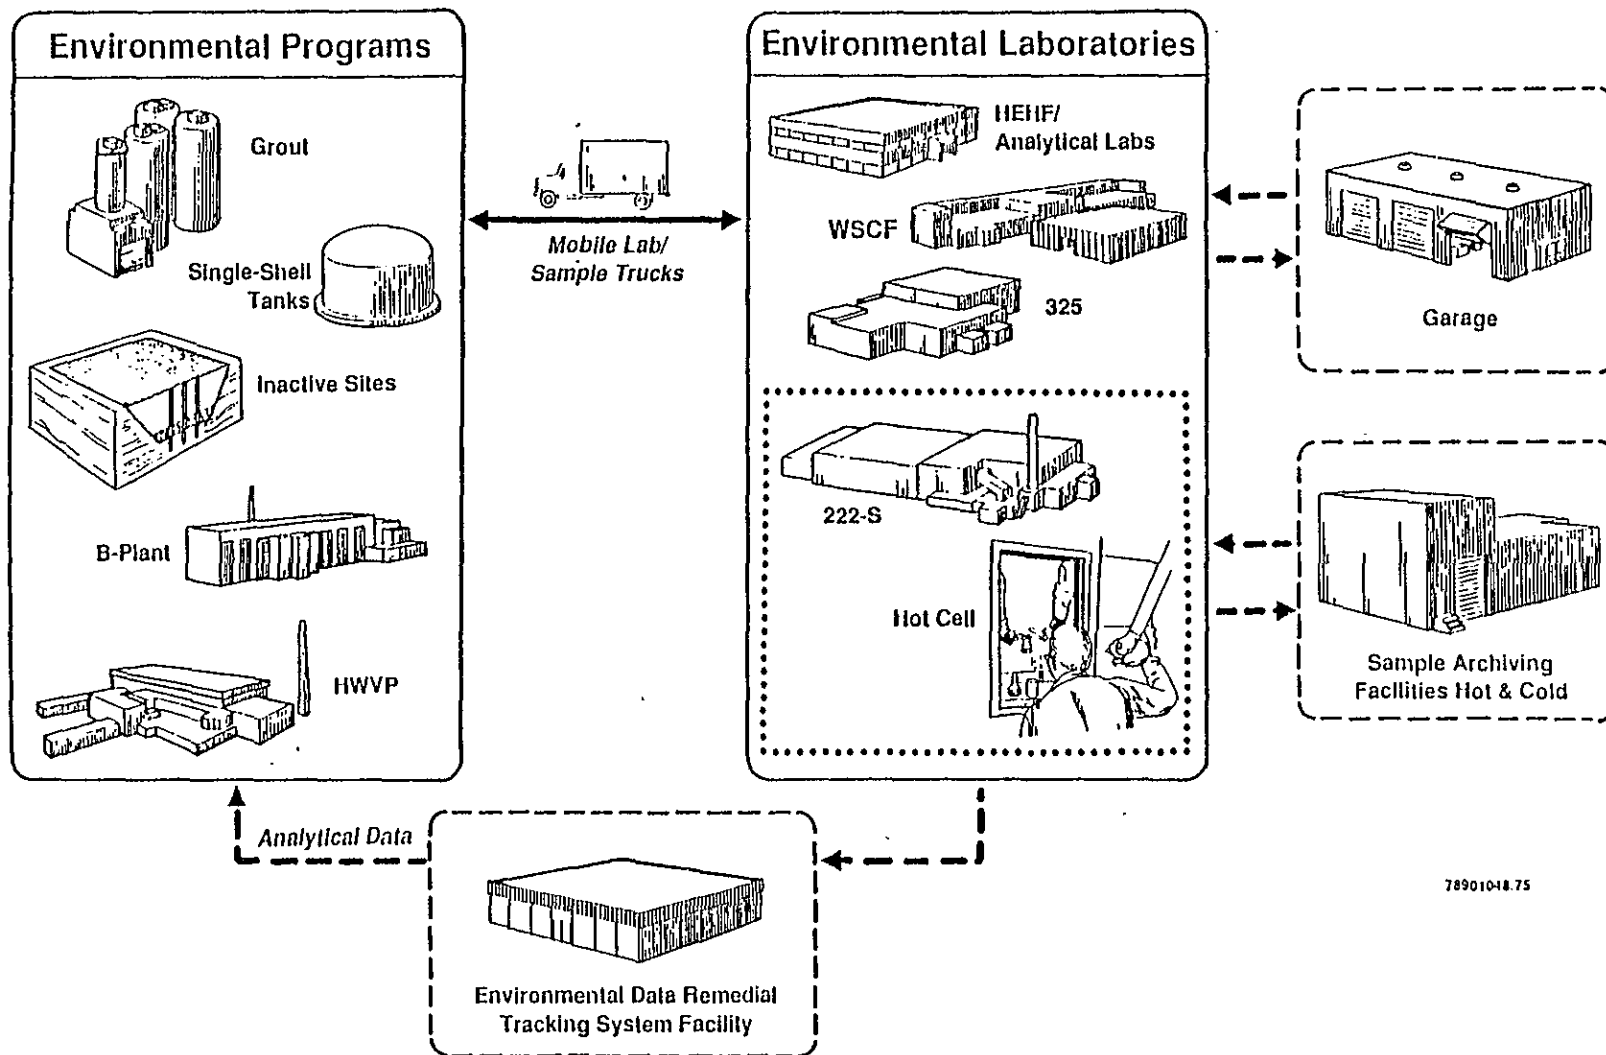 Environmental Programs
Grout
Single-Shell
Tanks
Inactive Sites
B-Plant
HWVP
Mobile Lab/
Sample Trucks
Environmental Laboratories
HEHF/
Analytical Labs
WSCF
325
222-S
Hot Cell
Garage
Sample Archiving
Facilities Hot & Cold
Analytical Data
Environmental Data Remedial
Tracking System Facility